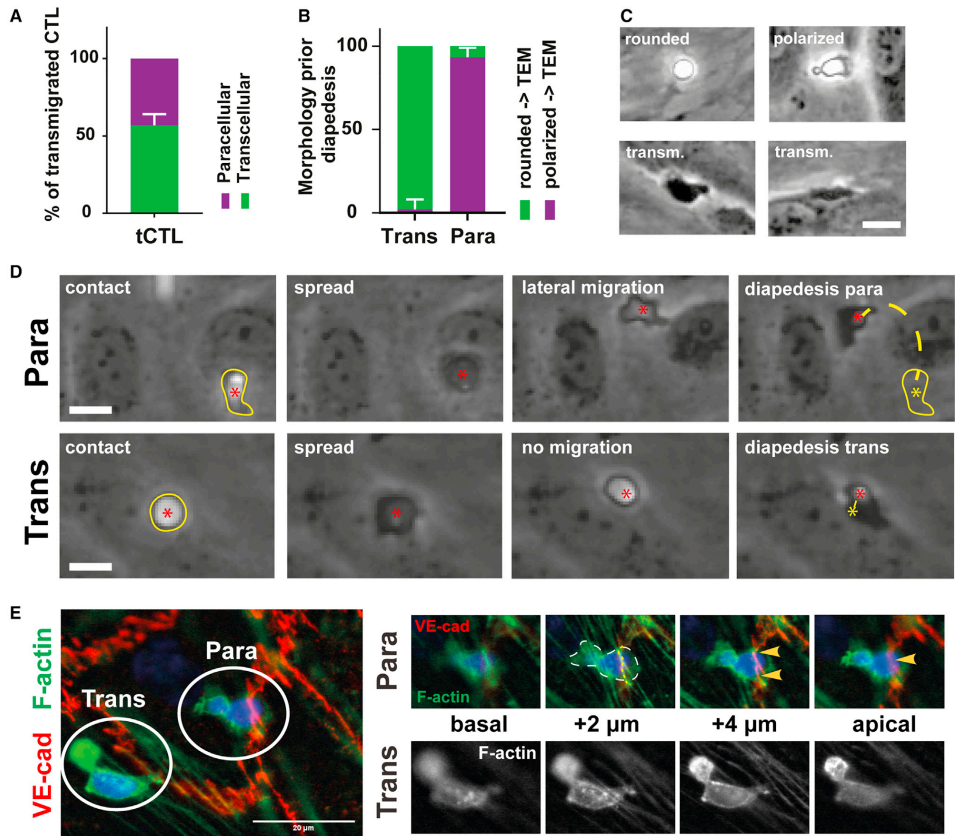 A
% of transmigrated CTL
100
50
0
tCTL
Paracellular
Transcellular
B
Morphology prior
diapedesis
100
50
0
Trans Para
rounded -> TEM
polarized -> TEM
C
rounded
polarized
transm.
transm.
D
Para
contact
spread
lateral migration
diapedesis para
Trans
contact
spread
no migration
diapedesis trans
E
VE-cad F-actin
Trans
Para
20 μm
Para
VE-cad
F-actin
basal
+2 μm
+4 μm
apical
Trans
F-actin